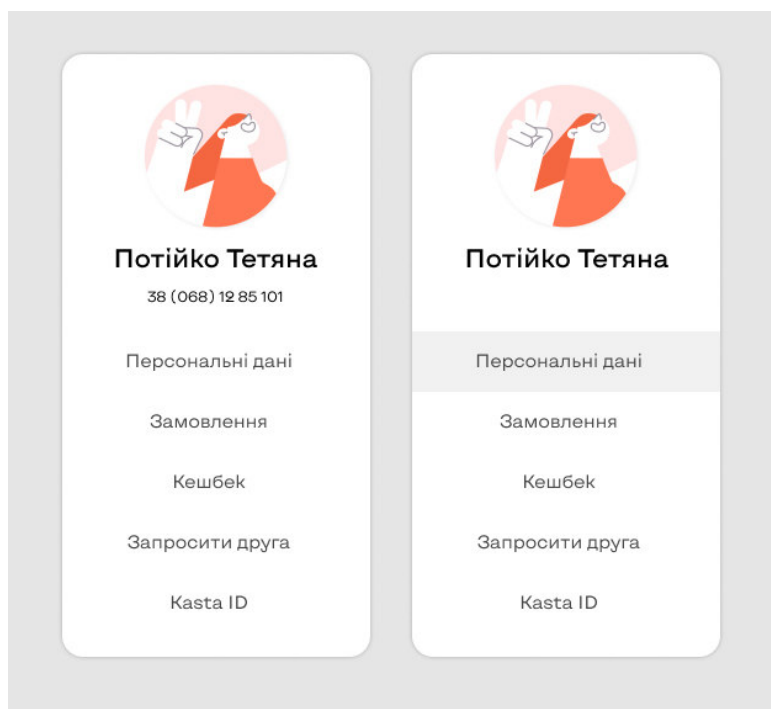 Потійко Тетяна
38 (068) 12 85 101
Персональні дані
Замовлення
Кешбек
Запросити друга
Kasta ID
Потійко Тетяна
Персональні дані
Замовлення
Кешбек
Запросити друга
Kasta ID